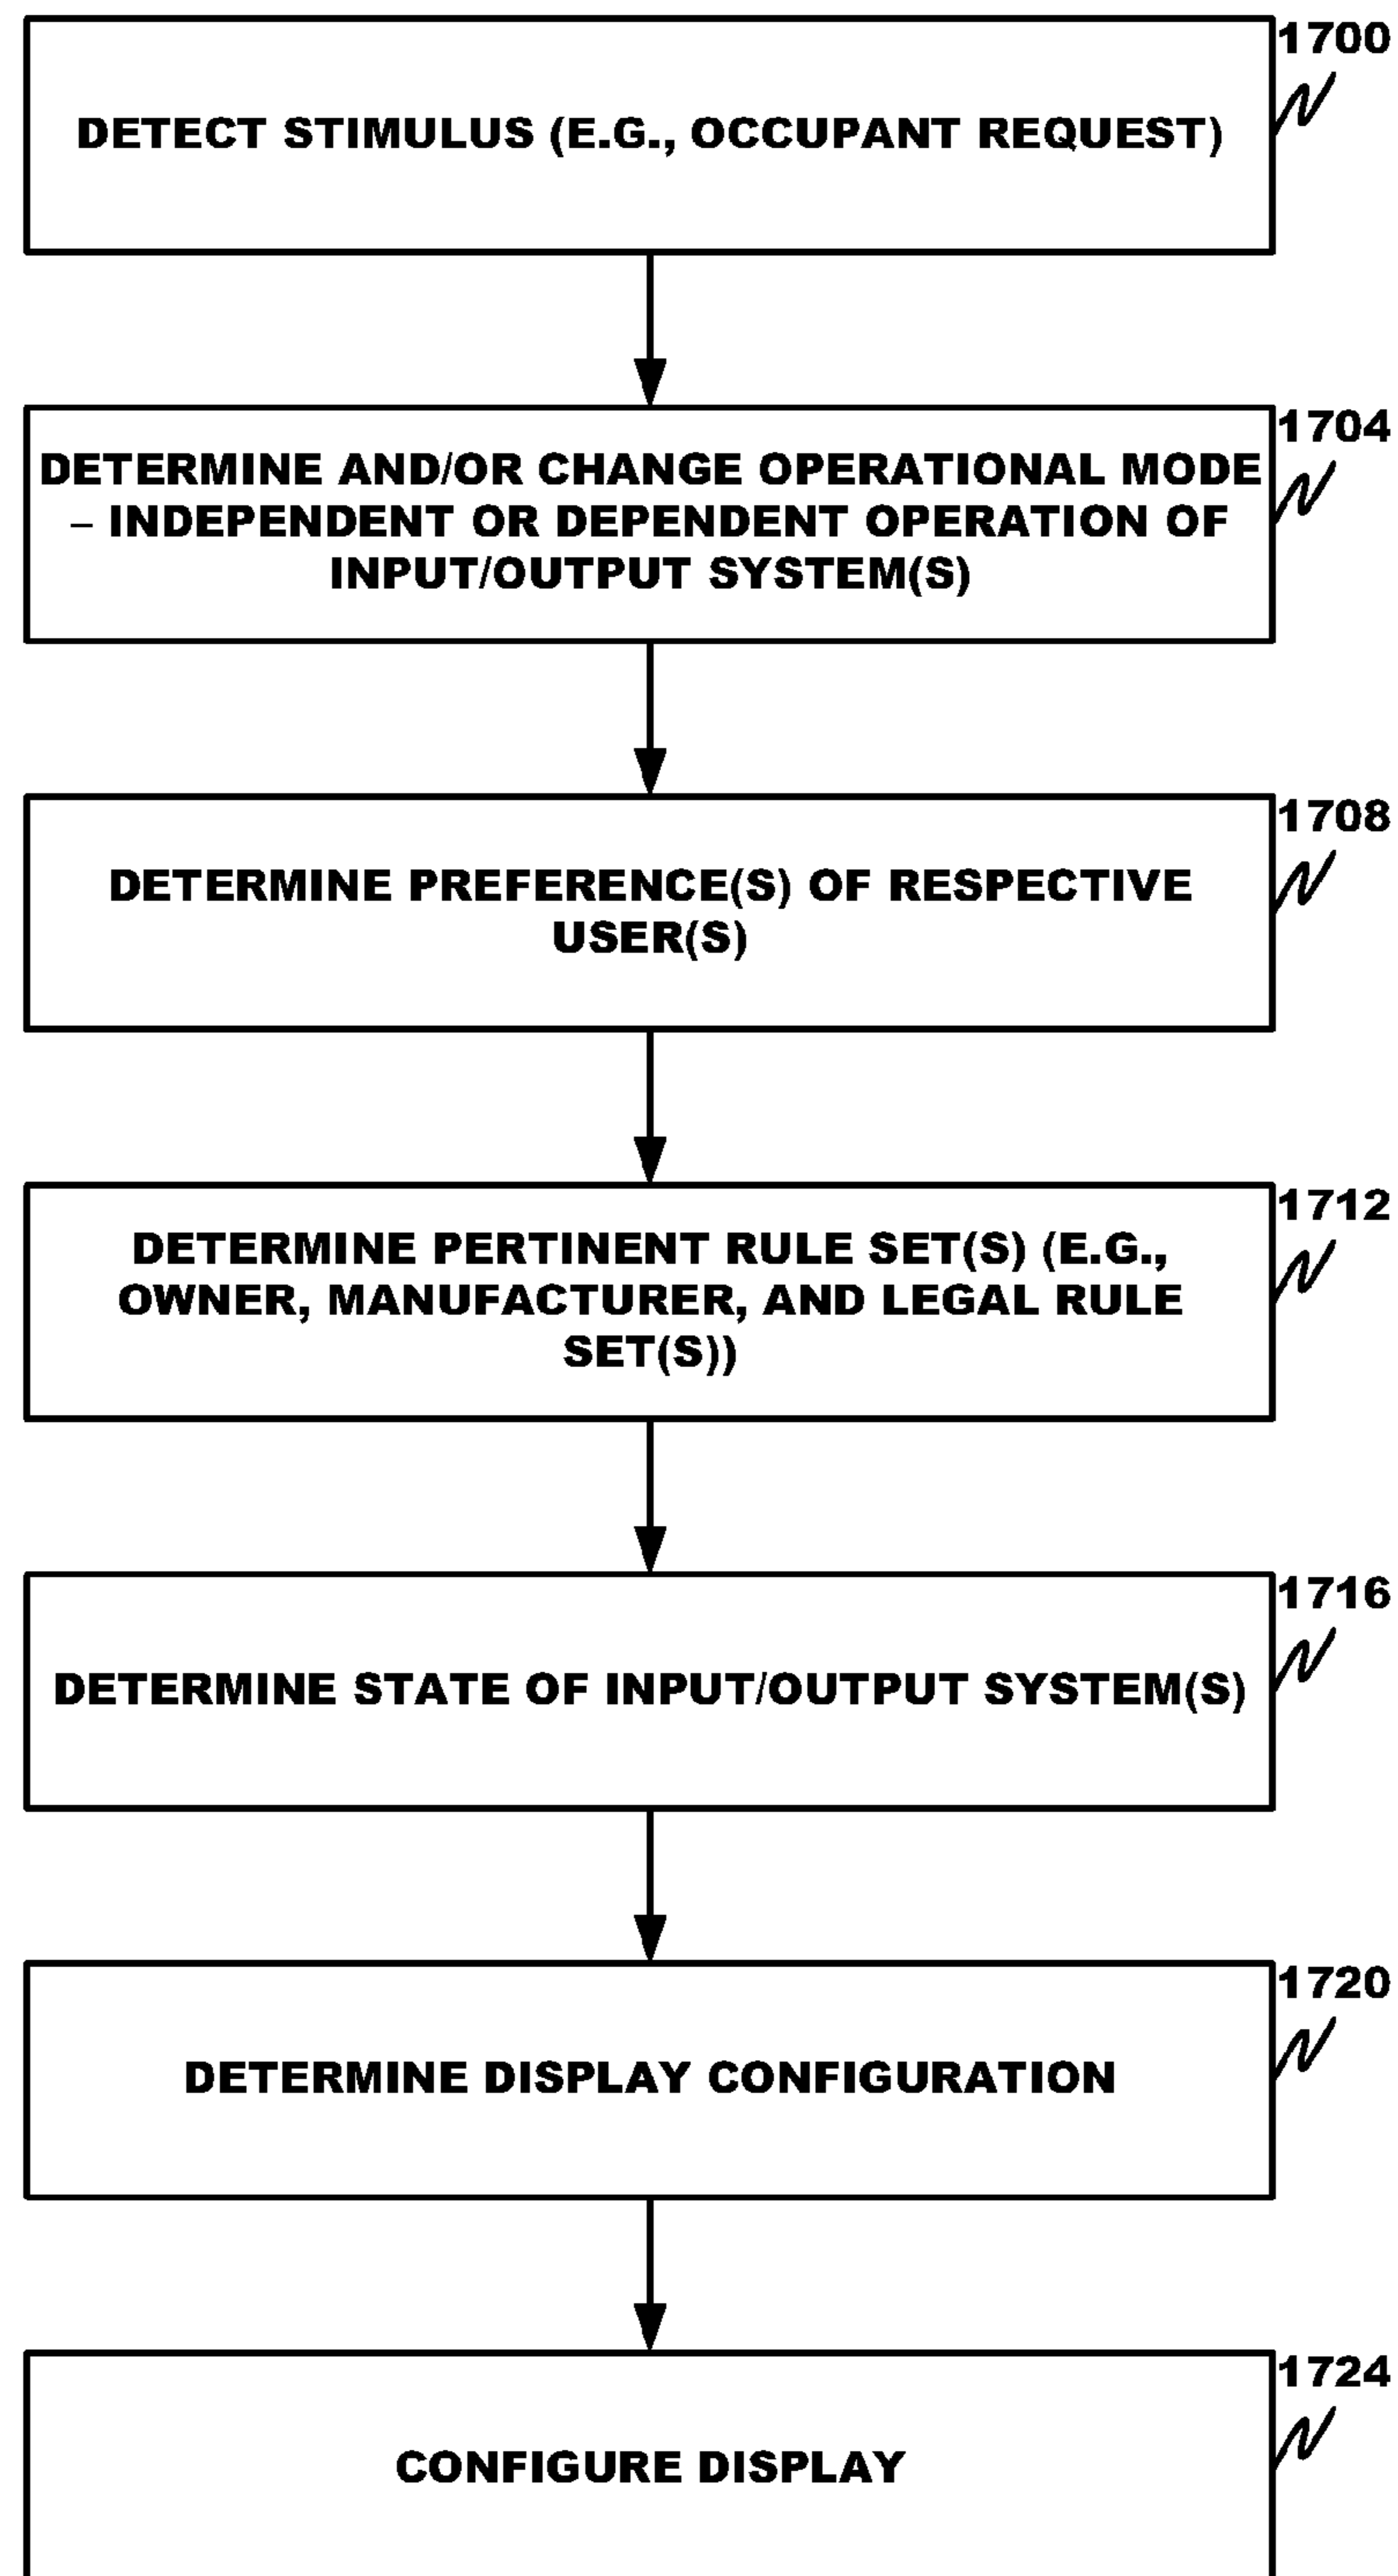 1700
DETECT STIMULUS (E.G., OCCUPANT REQUEST)
1704
DETERMINE AND/OR CHANGE OPERATIONAL MODE
– INDEPENDENT OR DEPENDENT OPERATION OF
INPUT/OUTPUT SYSTEM(S)
1708
DETERMINE PREFERENCE(S) OF RESPECTIVE
USER(S)
1712
DETERMINE PERTINENT RULE SET(S) (E.G.,
OWNER, MANUFACTURER, AND LEGAL RULE
SET(S))
1716
DETERMINE STATE OF INPUT/OUTPUT SYSTEM(S)
1720
DETERMINE DISPLAY CONFIGURATION
1724
CONFIGURE DISPLAY